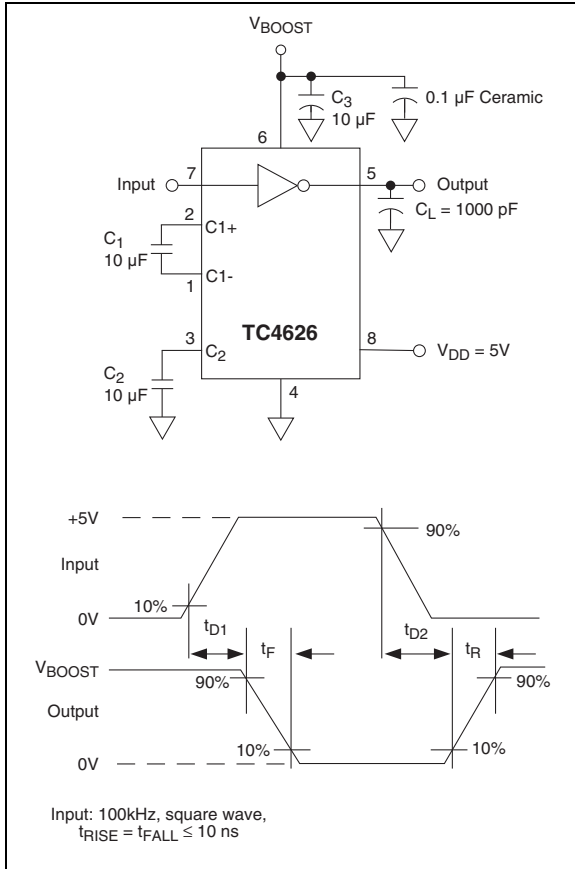 VBOOST
C3
10 µF
0.1 µF Ceramic
6
Input
7
5
Output
CL = 1000 pF
2
C1+
C1
10 µF
C1-
1
TC4626
3
C2
8
VDD = 5V
C2
10 µF
4
+5V
90%
Input
10%
0V
tD1
tF
tD2
tR
VBOOST
90%
90%
Output
10%
10%
0V
Input: 100kHz, square wave,
tRISE = tFALL ≤ 10 ns